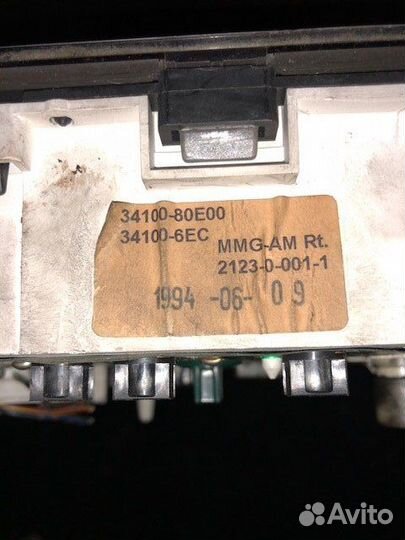 34100-80E00
34100-6EC
MMG-AM Rt.
2123-0-001-1
1994 -06- 09
Avito